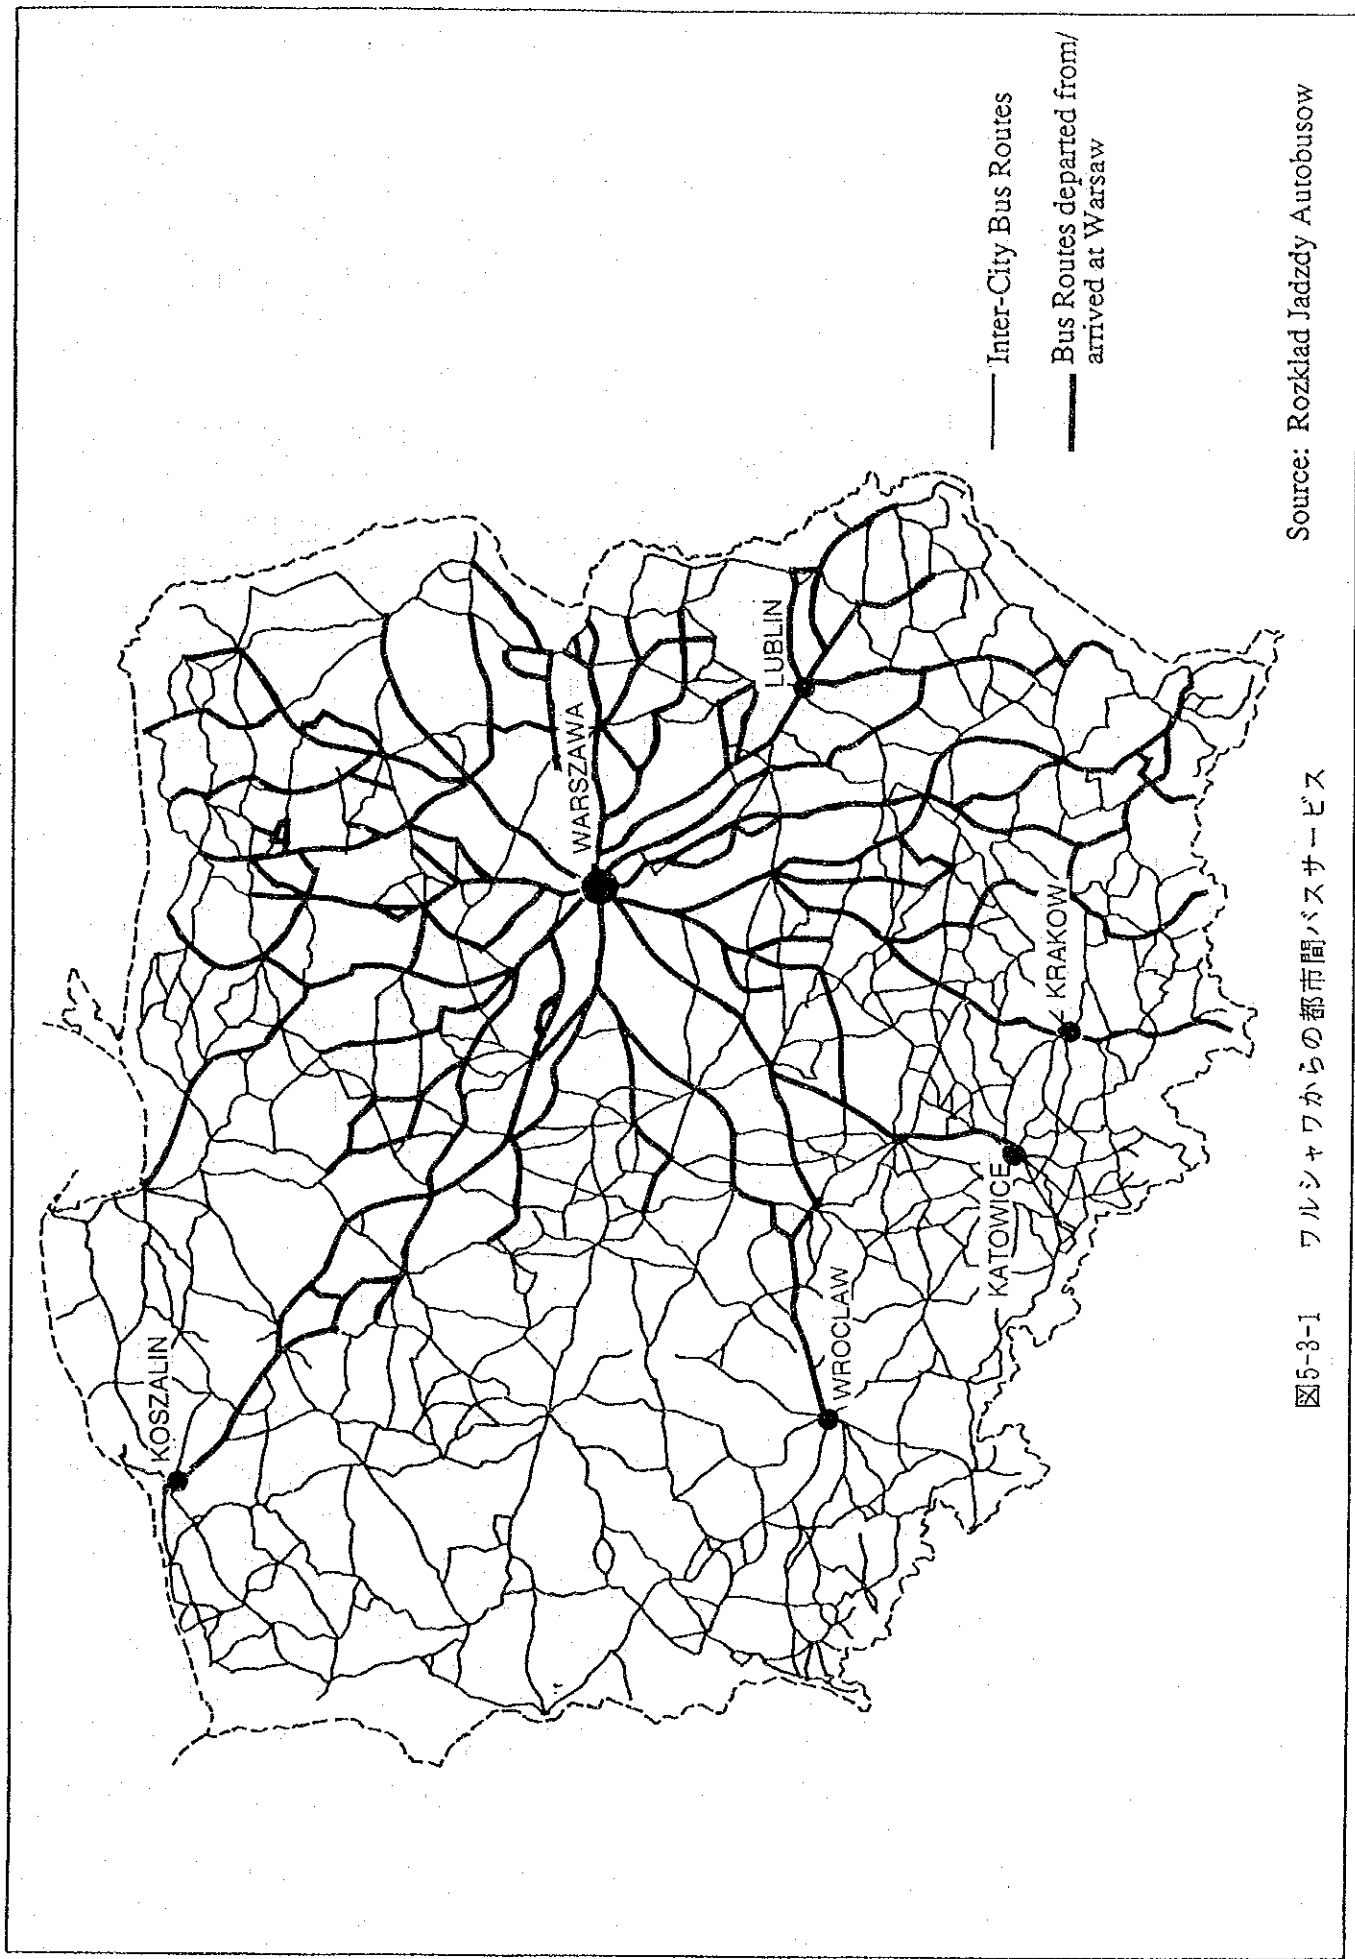 KOSZALIN
WARSZAWA
LUBLIN
WROCLAW
KATOWICE
KRAKOW
Inter-City Bus Routes
Bus Routes departed from/
arrived at Warsaw
図5-3-1 ワルシャワからの都市間バスサービス
Source: Rozklad Jadzdy Autobusow